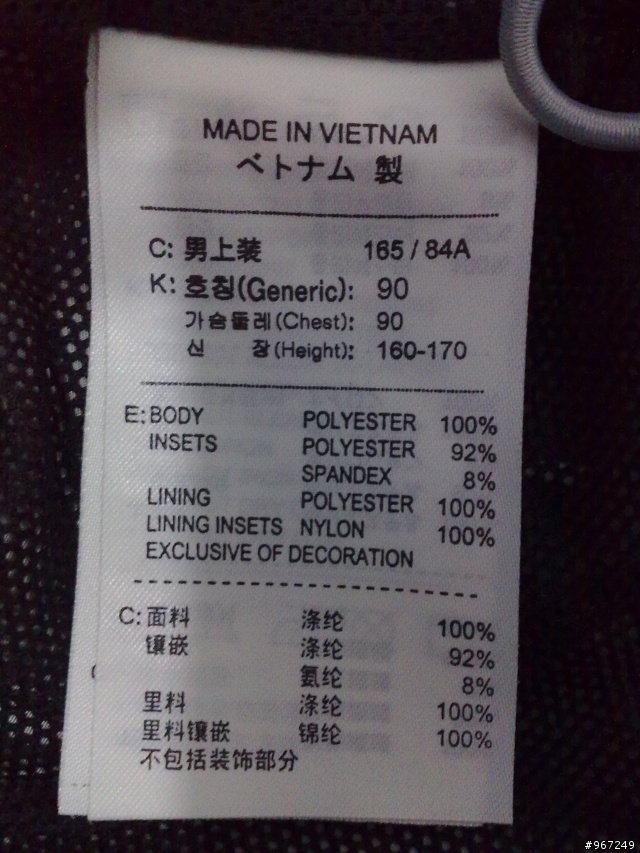 MADE IN VIETNAM
ベトナム 製
C: 男上装 165 / 84A
K: 호칭(Generic): 90
가슴둘레(Chest): 90
신 장(Height): 160-170
E: BODY POLYESTER 100%
INSETS POLYESTER 92%
SPANDEX 8%
LINING POLYESTER 100%
LINING INSETS NYLON 100%
EXCLUSIVE OF DECORATION
C: 面料 涤纶 100%
镶嵌 涤纶 92%
氨纶 8%
里料 涤纶 100%
里料镶嵌 锦纶 100%
不包括装饰部分
#967249